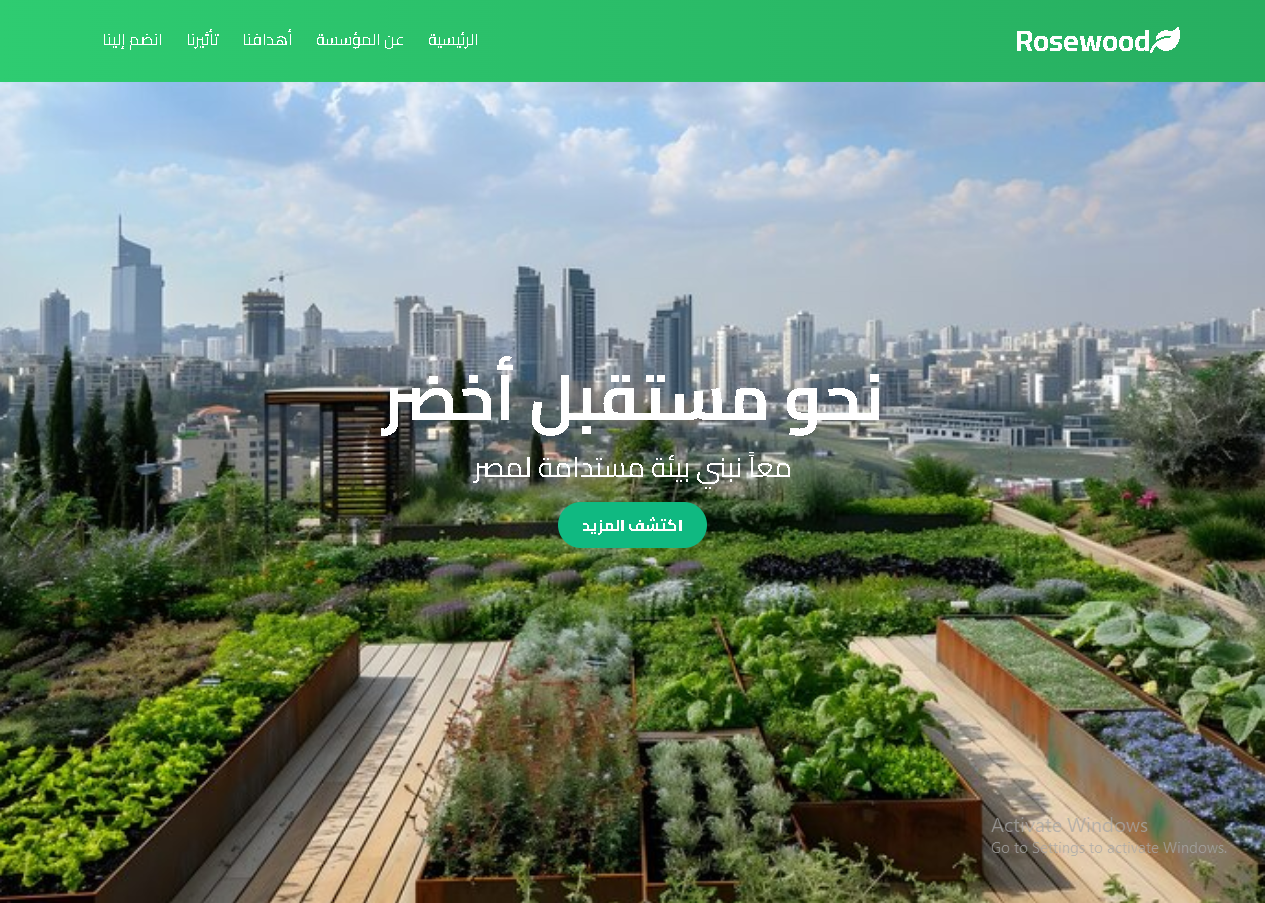 Rosewood
الرئيسية
عن المؤسسة
أهدافنا
تأثيرنا
انضم إلينا
نحو مستقبل أخضر
معاً نبني بيئة مستدامة لمصر
اكتشف المزيد
Activate Windows
Go to Settings to activate Windows.